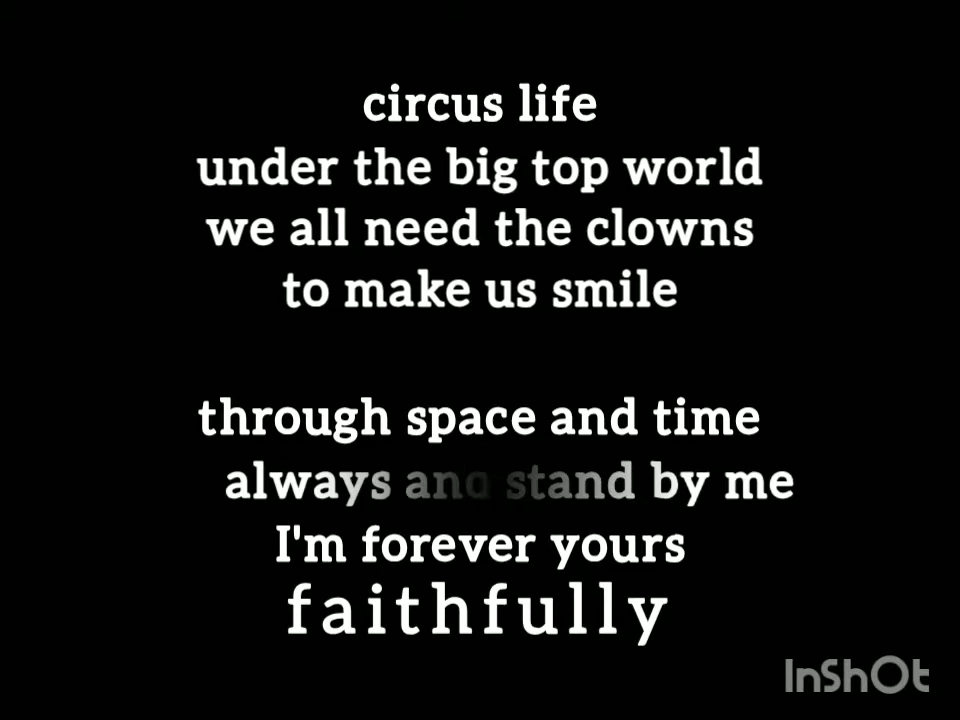 circus life
under the big top world
we all need the clowns
to make us smile
through space and time
always and stand by me
I'm forever yours
faithfully
InShOt